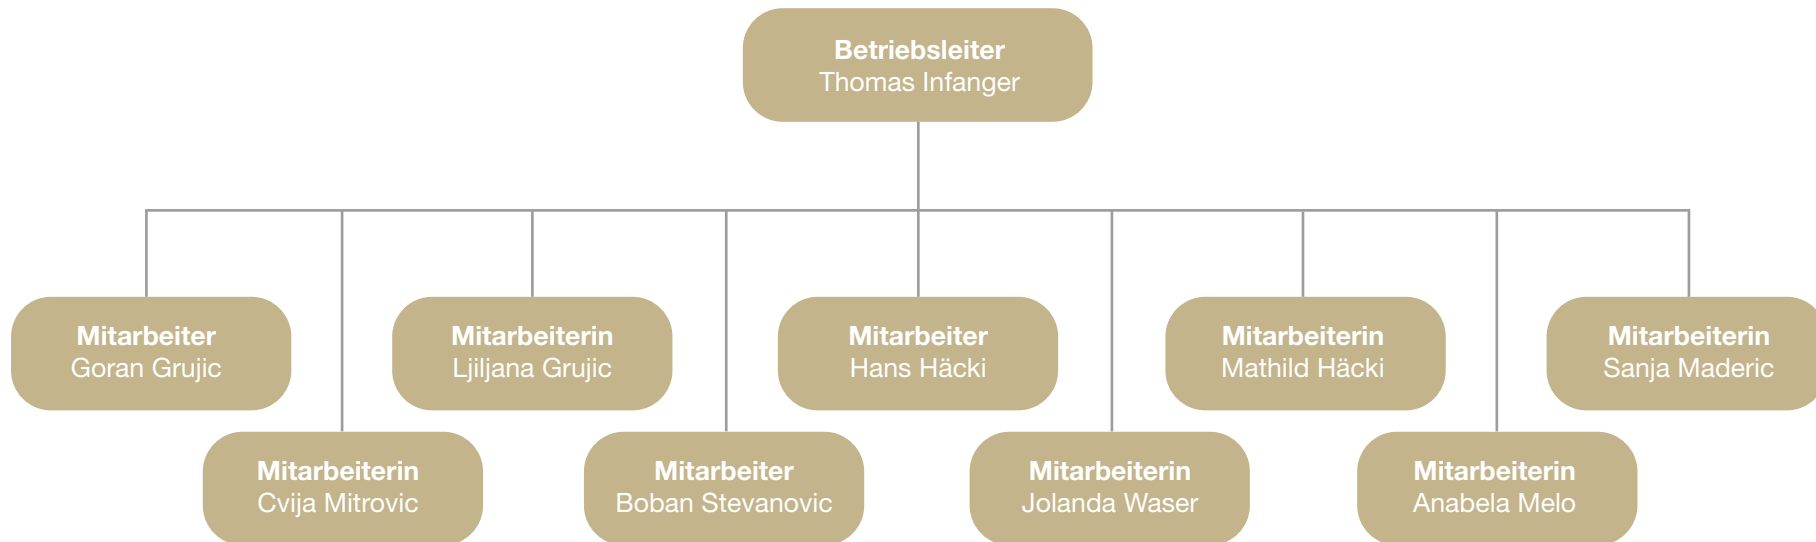 Betriebsleiter
Thomas Infanger
Mitarbeiter
Goran Grujic
Mitarbeiterin
Ljiljana Grujic
Mitarbeiter
Hans Häcki
Mitarbeiterin
Mathild Häcki
Mitarbeiterin
Sanja Maderic
Mitarbeiterin
Cvija Mitrovic
Mitarbeiter
Boban Stevanovic
Mitarbeiterin
Jolanda Waser
Mitarbeiterin
Anabela Melo